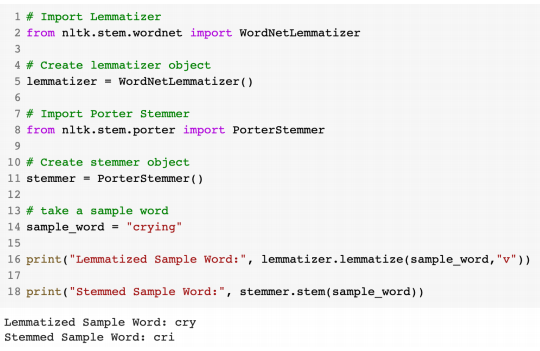 1 # Import Lemmatizer
2 from nltk.stem.wordnet import WordNetLemmatizer
3
4 # Create lemmatizer object
5 lemmatizer = WordNetLemmatizer()
6
7 # Import Porter Stemmer
8 from nltk.stem.porter import PorterStemmer
9
10 # Create stemmer object
11 stemmer = PorterStemmer()
12
13 # take a sample word
14 sample_word = "crying"
15
16 print("Lemmatized Sample Word:", lemmatizer.lemmatize(sample_word,"v"))
17
18 print("Stemmed Sample Word:", stemmer.stem(sample_word))
Lemmatized Sample Word: cry
Stemmed Sample Word: cri